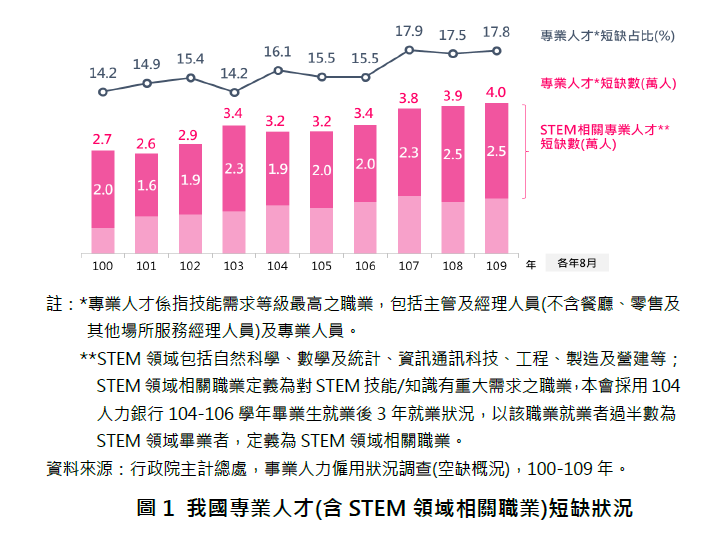 17.9 17.5 17.8
專業人才*短缺占比(%)
14.2 14.9 15.4 14.2 16.1 15.5 15.5
專業人才*短缺數(萬人)
2.7 2.6 2.9 3.4 3.2 3.2 3.4 3.8 3.9 4.0
STEM相關專業人才**
短缺數(萬人)
2.0 1.6 1.9 2.3 1.9 2.0 2.0 2.3 2.5 2.5
100 101 102 103 104 105 106 107 108 109 年 各年8月
註：*專業人才係指技能需求等級最高之職業，包括主管及經理人員(不含餐廳、零售及
其他場所服務經理人員)及專業人員。
**STEM 領域包括自然科學、數學及統計、資訊通訊科技、工程、製造及營建等；
STEM 領域相關職業定義為對 STEM 技能/知識有重大需求之職業，本會採用 104
人力銀行 104-106 學年畢業生就業後 3 年就業狀況，以該職業就業者過半數為
STEM 領域畢業者，定義為 STEM 領域相關職業。
資料來源：行政院主計總處，事業人力僱用狀況調查(空缺概況)，100-109 年。
圖 1 我國專業人才(含 STEM 領域相關職業)短缺狀況